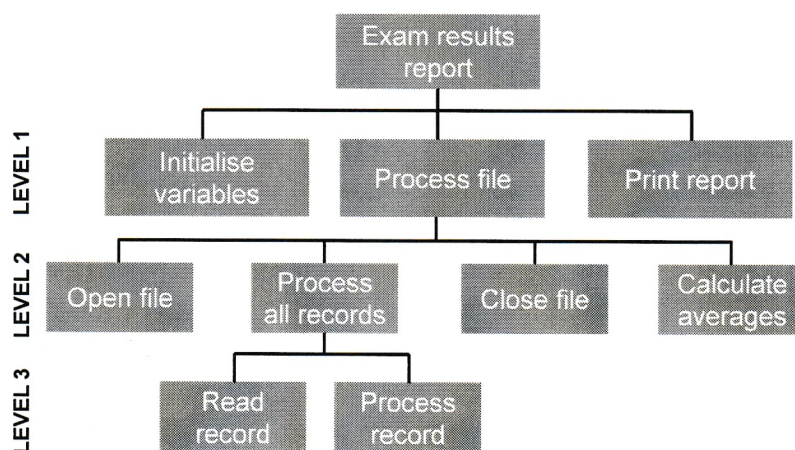 Exam results
report
LEVEL 1
Initialise
variables
Process file
Print report
LEVEL 2
Open file
Process
all records
Close file
Calculate
averages
LEVEL 3
Read
record
Process
record